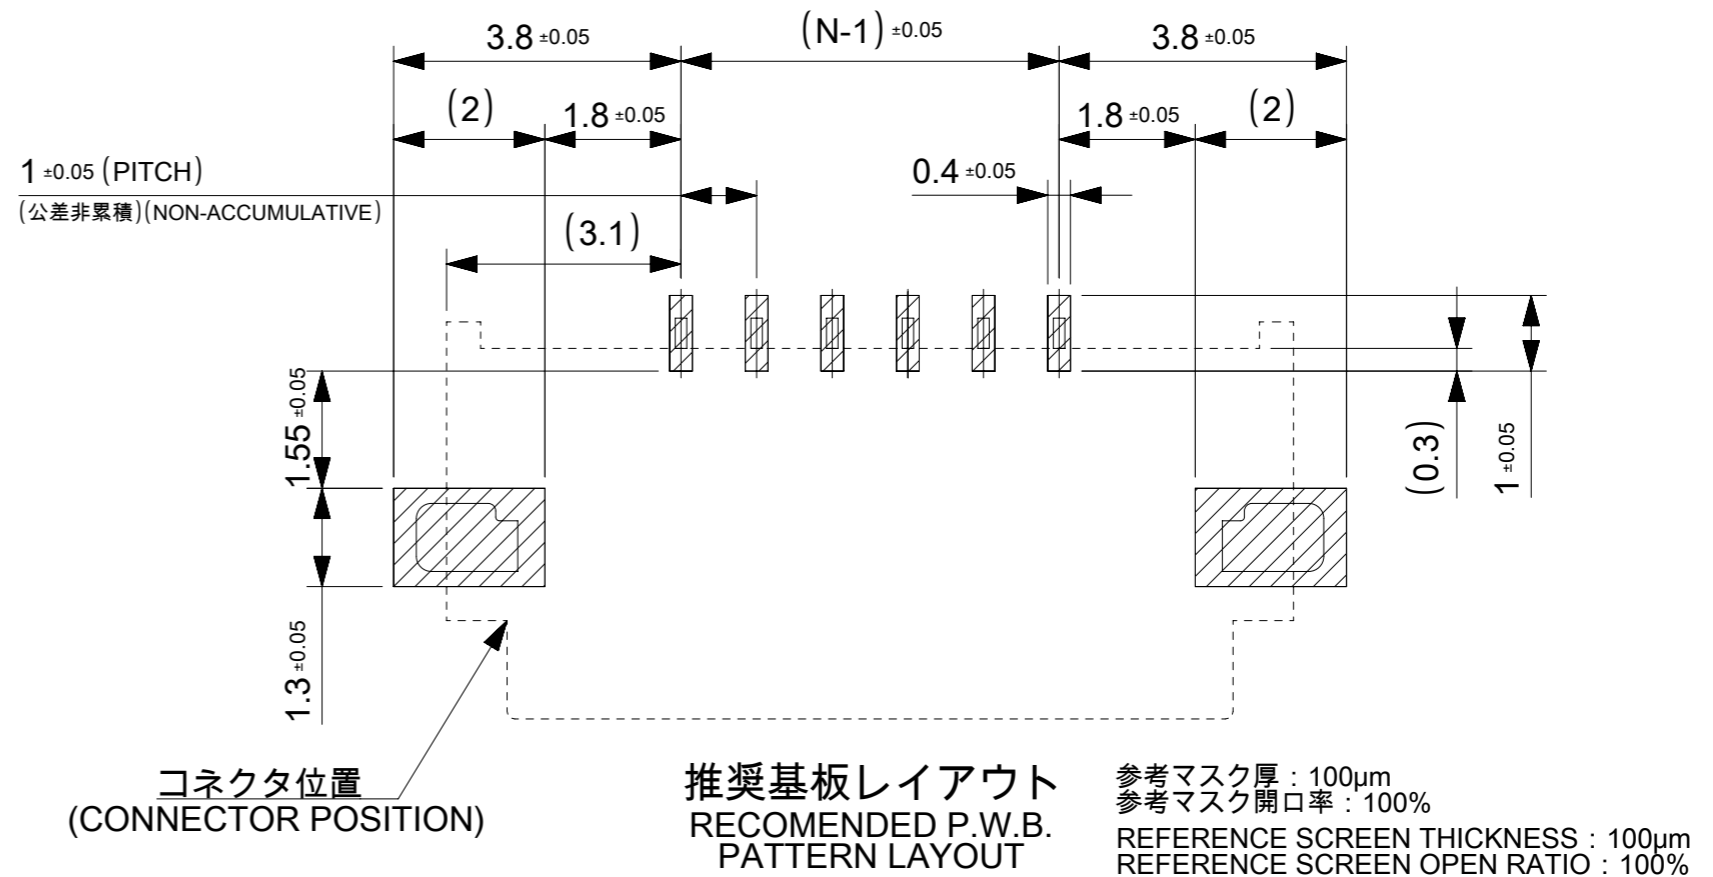 3.8 ±0.05
(N-1) ±0.05
3.8 ±0.05
(2)
1.8 ±0.05
1.8 ±0.05
(2)
1 ±0.05 (PITCH)
(公差非累積)(NON-ACCUMULATIVE)
0.4 ±0.05
(3.1)
1.55 ±0.05
(0.3)
1 ±0.05
1.3 ±0.05
コネクタ位置
(CONNECTOR POSITION)
推奨基板レイアウト
RECOMENDED P.W.B.
PATTERN LAYOUT
参考マスク厚 : 100µm
参考マスク開口率 : 100%
REFERENCE SCREEN THICKNESS : 100µm
REFERENCE SCREEN OPEN RATIO : 100%